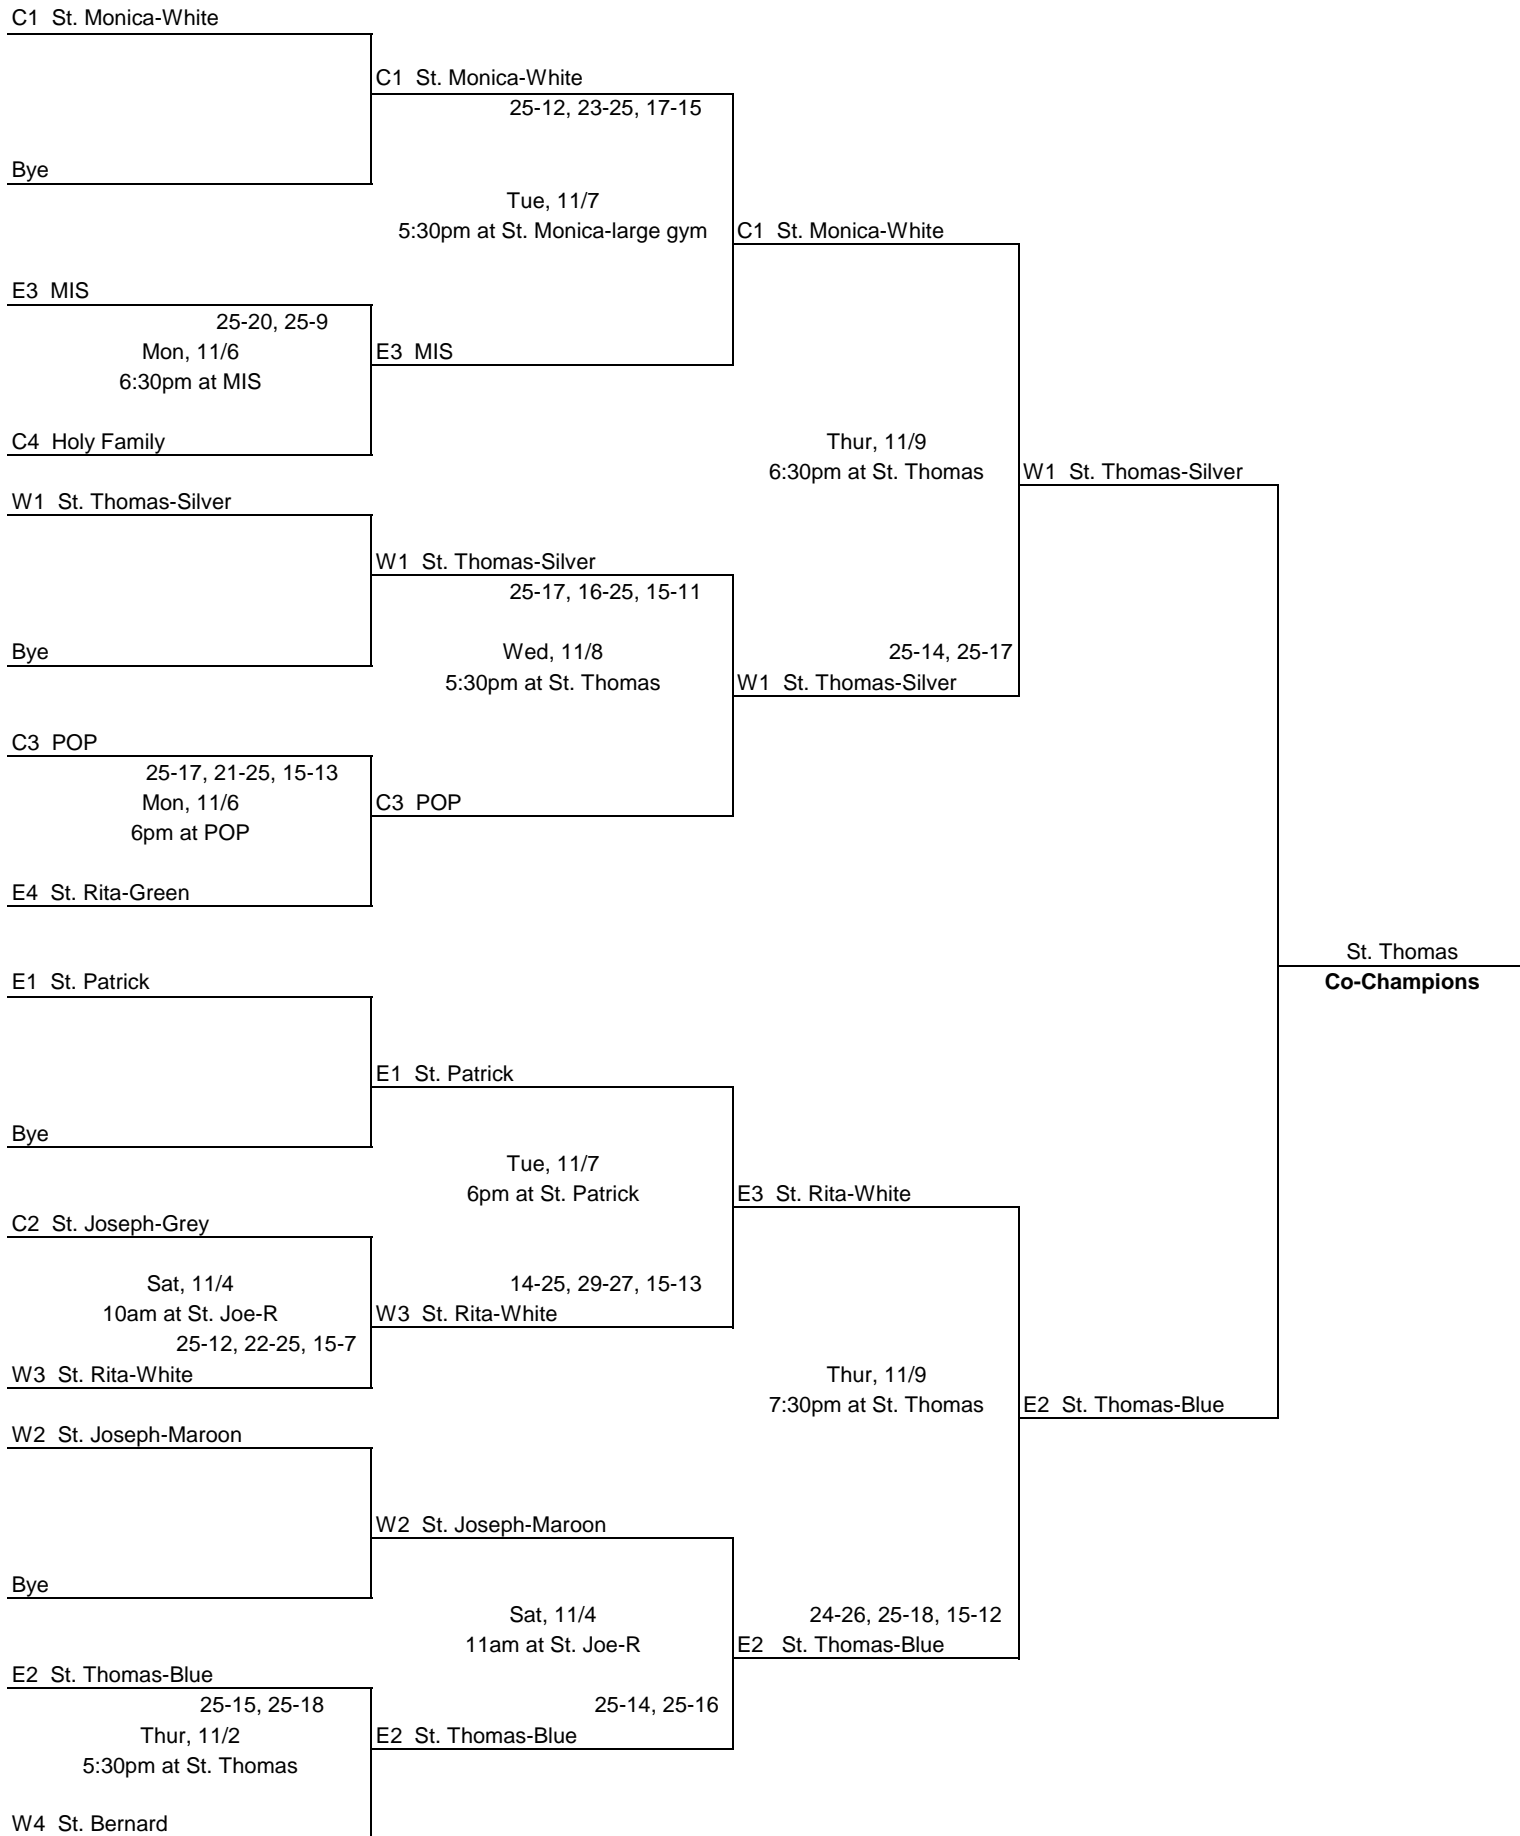 C1  St. Monica-White
C1  St. Monica-White
25-12, 23-25, 17-15
Bye
Tue, 11/7
5:30pm at St. Monica-large gym
C1  St. Monica-White
E3  MIS
25-20, 25-9
Mon, 11/6
E3  MIS
6:30pm at MIS
C4  Holy Family
Thur, 11/9
6:30pm at St. Thomas
W1  St. Thomas-Silver
W1  St. Thomas-Silver
W1  St. Thomas-Silver
25-17, 16-25, 15-11
Bye
Wed, 11/8
25-14, 25-17
5:30pm at St. Thomas
W1  St. Thomas-Silver
C3  POP
25-17, 21-25, 15-13
Mon, 11/6
C3  POP
6pm at POP
E4  St. Rita-Green
St. Thomas
Co-Champions
E1  St. Patrick
E1  St. Patrick
Bye
Tue, 11/7
6pm at St. Patrick
E3  St. Rita-White
C2  St. Joseph-Grey
Sat, 11/4
14-25, 29-27, 15-13
10am at St. Joe-R
W3  St. Rita-White
25-12, 22-25, 15-7
W3  St. Rita-White
Thur, 11/9
7:30pm at St. Thomas
E2  St. Thomas-Blue
W2  St. Joseph-Maroon
W2  St. Joseph-Maroon
Bye
Sat, 11/4
24-26, 25-18, 15-12
11am at St. Joe-R
E2   St. Thomas-Blue
E2  St. Thomas-Blue
25-15, 25-18
25-14, 25-16
Thur, 11/2
E2  St. Thomas-Blue
5:30pm at St. Thomas
W4  St. Bernard